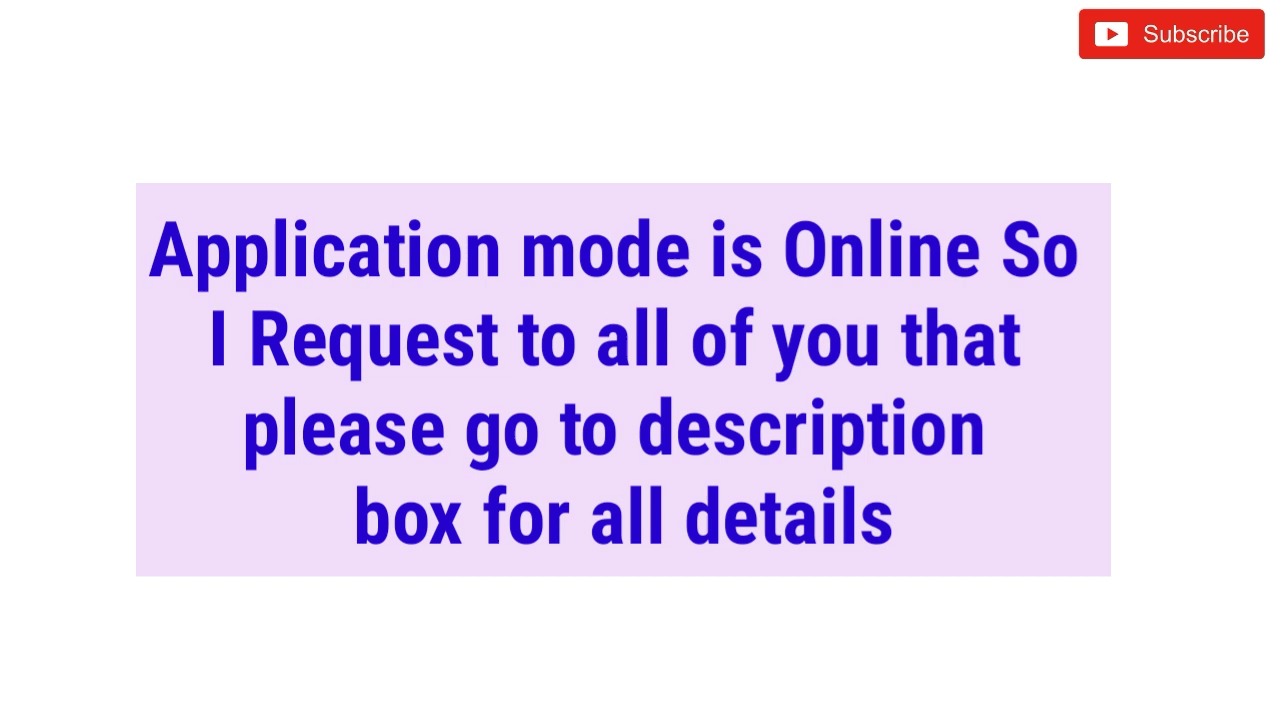 Subscribe
Application mode is Online So
I Request to all of you that
please go to description
box for all details